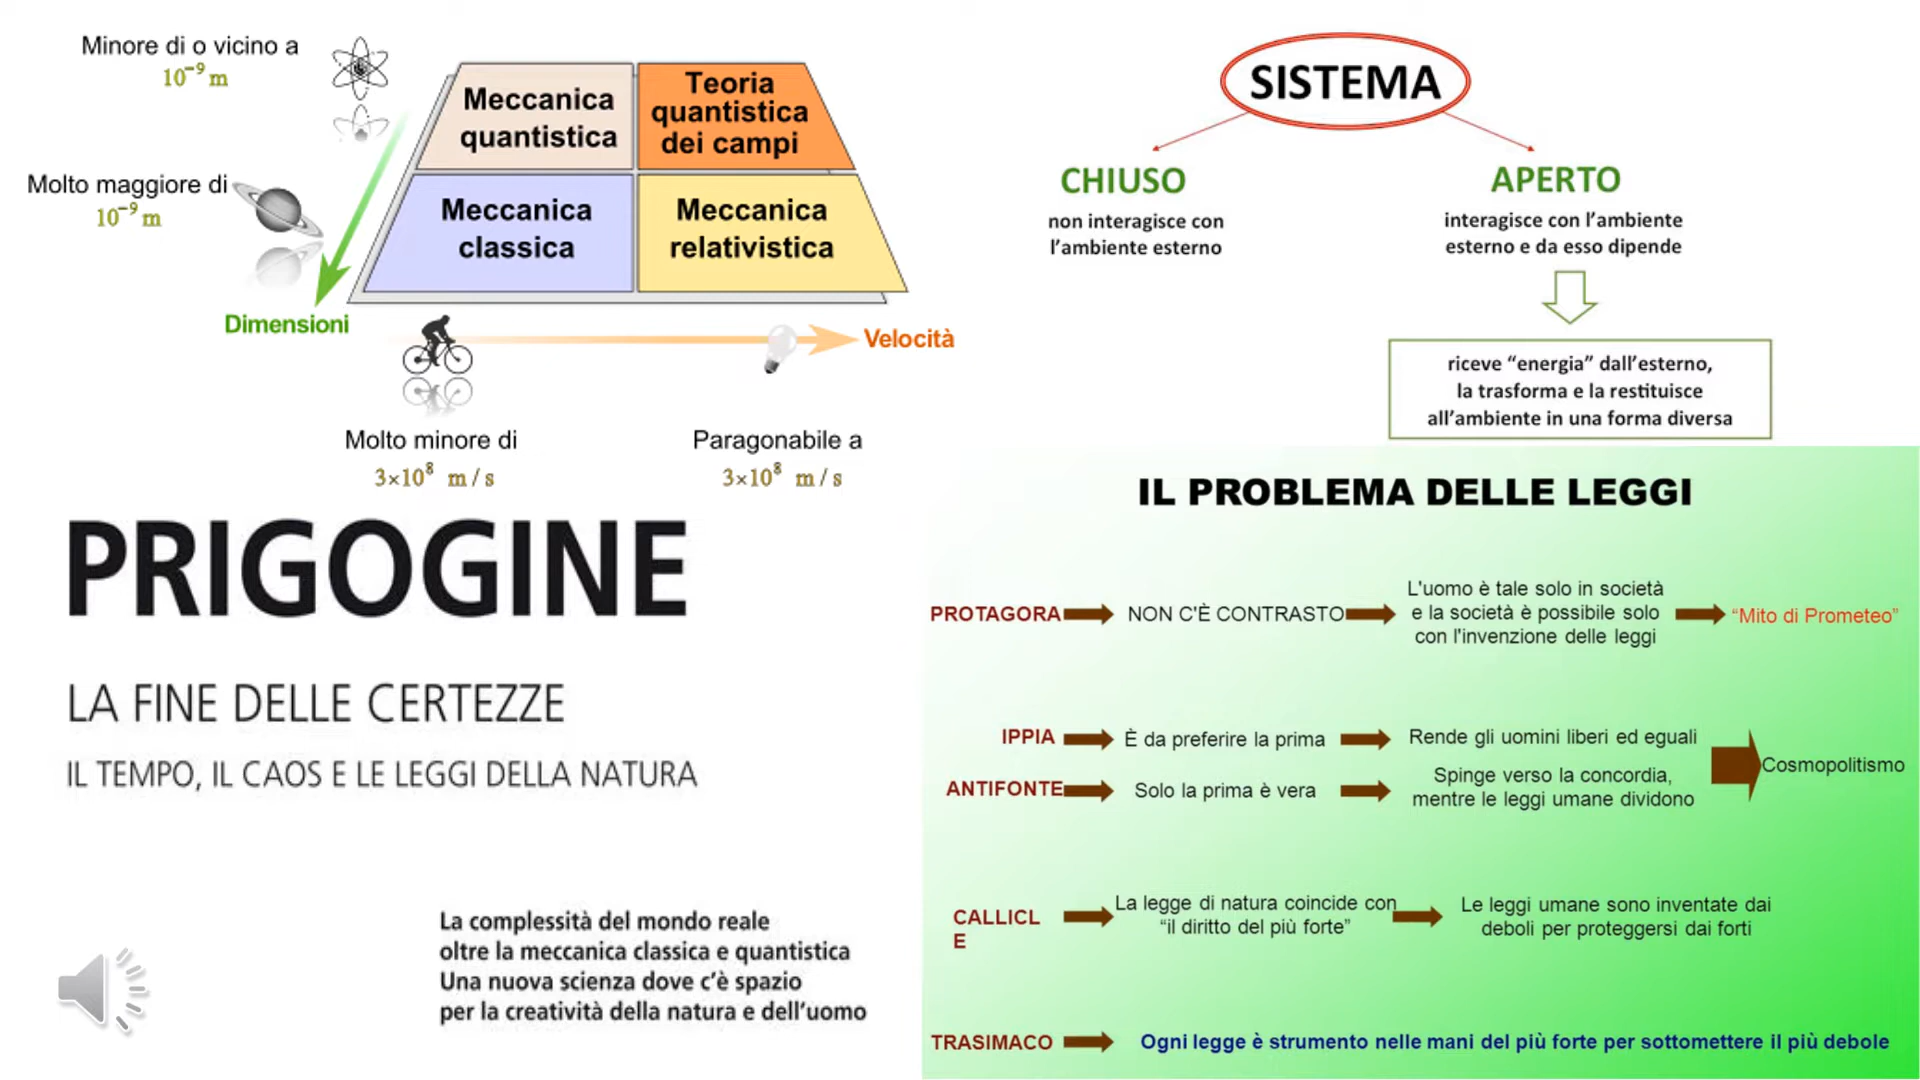 Minore di o vicino a
10⁻⁹ m
Molto maggiore di
10⁻⁹ m
Meccanica
quantistica
Teoria
quantistica
dei campi
Meccanica
classica
Meccanica
relativistica
Dimensioni
Velocità
Molto minore di
3×10⁸ m/s
Paragonabile a
3×10⁸ m/s
SISTEMA
CHIUSO
non interagisce con
l’ambiente esterno
APERTO
interagisce con l’ambiente
esterno e da esso dipende
riceve “energia” dall’esterno,
la trasforma e la restituisce
all’ambiente in una forma diversa
PRIGOGINE
LA FINE DELLE CERTEZZE
IL TEMPO, IL CAOS E LE LEGGI DELLA NATURA
La complessità del mondo reale
oltre la meccanica classica e quantistica
Una nuova scienza dove c’è spazio
per la creatività della natura e dell’uomo
IL PROBLEMA DELLE LEGGI
PROTAGORA
NON C'È CONTRASTO
L'uomo è tale solo in società
e la società è possibile solo
con l'invenzione delle leggi
“Mito di Prometeo”
IPPIA
È da preferire la prima
Rende gli uomini liberi ed eguali
ANTIFONTE
Solo la prima è vera
Spinge verso la concordia,
mentre le leggi umane dividono
Cosmopolitismo
CALLICL
E
La legge di natura coincide con
“il diritto del più forte”
Le leggi umane sono inventate dai
deboli per proteggersi dai forti
TRASIMACO
Ogni legge è strumento nelle mani del più forte per sottomettere il più debole